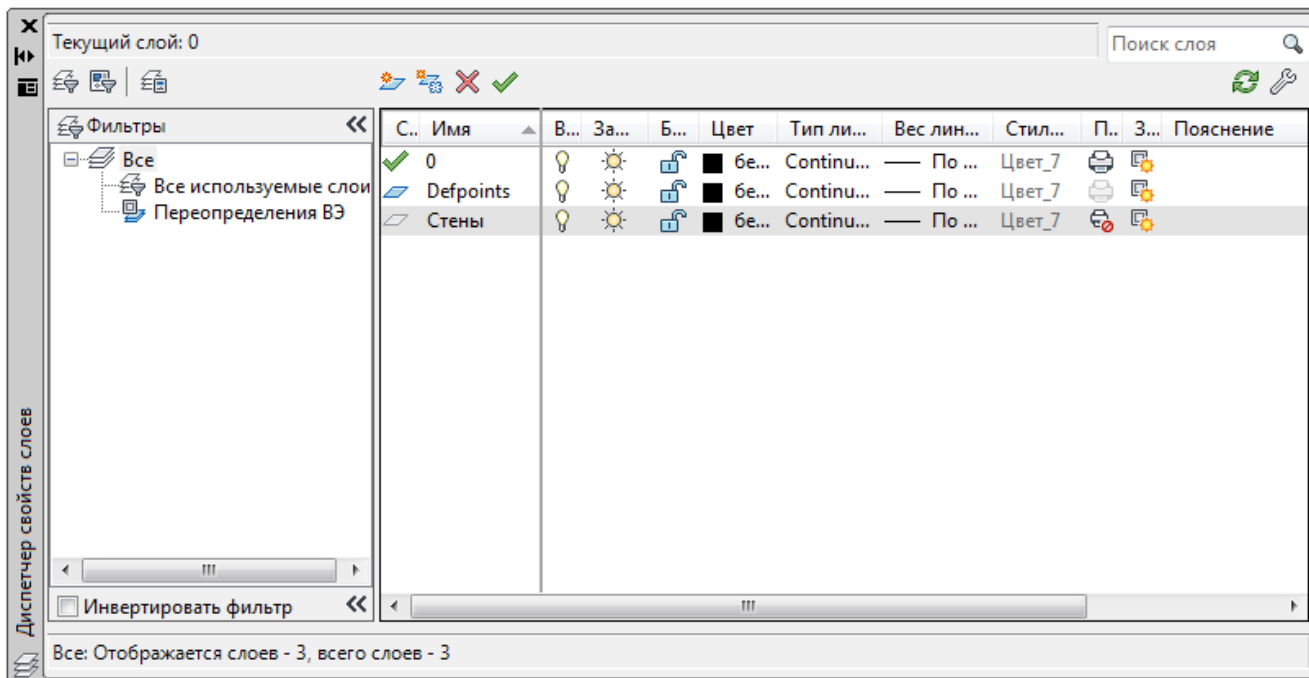 Текущий слой: 0
Поиск слоя
Фильтры
Все
Все используемые слои
Переопределения ВЭ
Инвертировать фильтр
С.. Имя В... За... Б... Цвет Тип ли... Вес лин... Стил... П.. З... Пояснение
0 бе... Continu... По ... Цвет_7
Defpoints бе... Continu... По ... Цвет_7
Стены бе... Continu... По ... Цвет_7
Все: Отображается слоев - 3, всего слоев - 3
Диспетчер свойств слоев